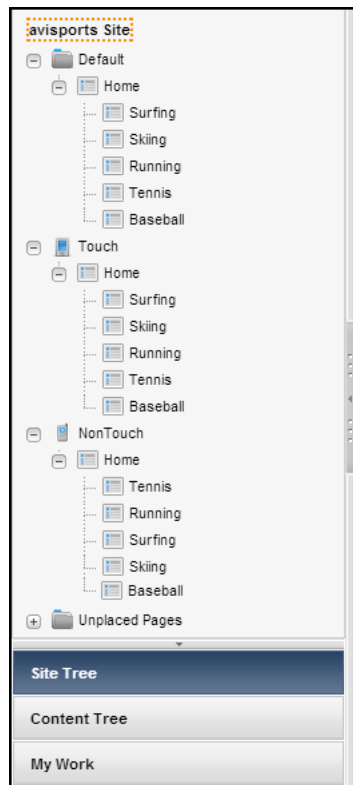 avisports Site
Default
Home
Surfing
Skiing
Running
Tennis
Baseball
Touch
Home
Surfing
Skiing
Running
Tennis
Baseball
NonTouch
Home
Tennis
Running
Surfing
Skiing
Baseball
Unplaced Pages
Site Tree
Content Tree
My Work